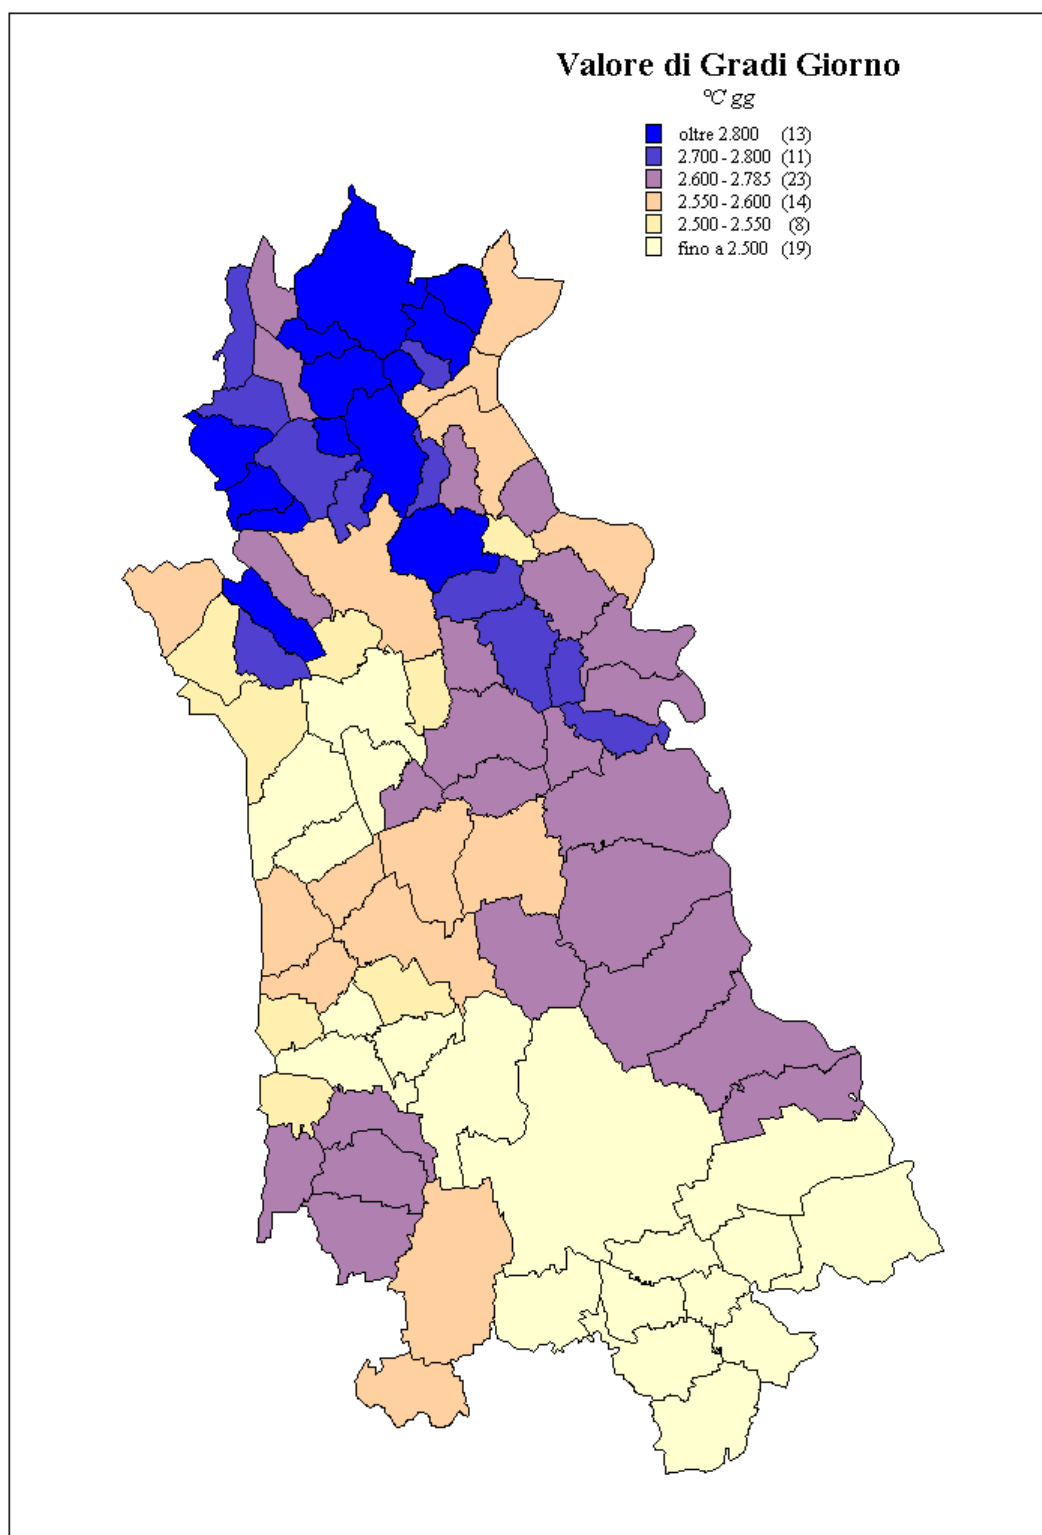 Valore di Gradi Giorno
°C gg
oltre 2.800 (13)
2.700 - 2.800 (11)
2.600 - 2.785 (23)
2.550 - 2.600 (14)
2.500 - 2.550 (8)
fino a 2.500 (19)